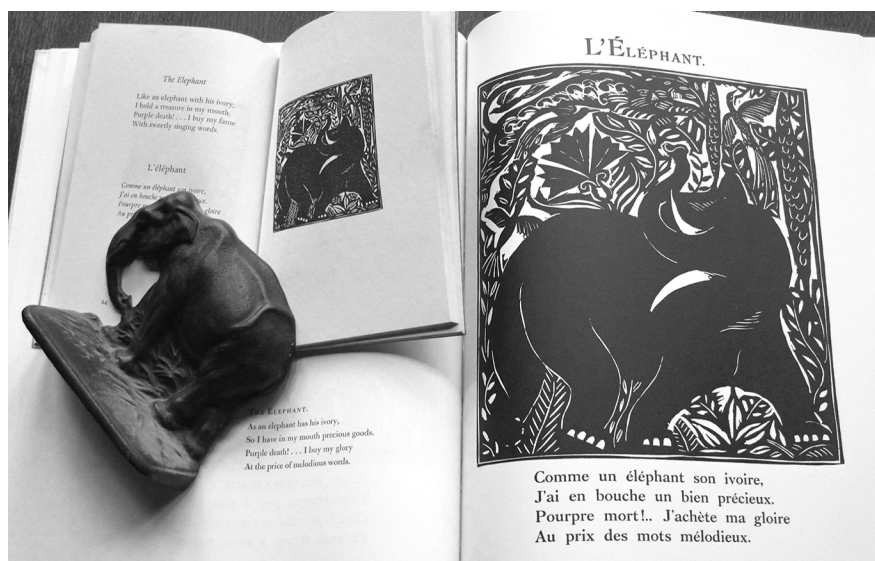 The Elephant
Like an elephant with his ivory,
I hold a treasure in my mouth,
Purple death! . . . I buy my fame
With sweetly singing words.
L'éléphant
Comme un éléphant son ivoire,
J'ai en bouche
Pourpre
Au gloire
24
THE ELEPHANT.
As an elephant has his ivory,
So I have in my mouth precious goods.
Purple death! . . . I buy my glory
At the price of melodious words.
L'ÉLÉPHANT.
Comme un éléphant son ivoire,
J'ai en bouche un bien précieux.
Pourpre mort!.. J'achète ma gloire
Au prix des mots mélodieux.